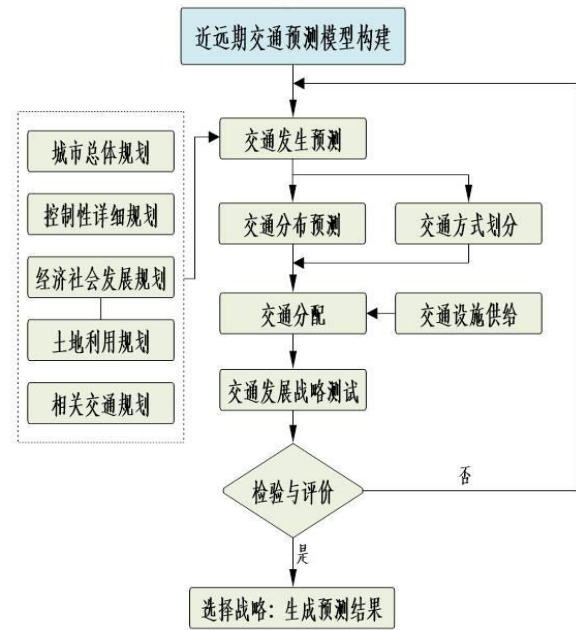 近远期交通预测模型构建
城市总体规划
控制性详细规划
经济社会发展规划
土地利用规划
相关交通规划
交通发生预测
交通分布预测
交通方式划分
交通分配
交通设施供给
交通发展战略测试
检验与评价
否
是
选择战略：生成预测结果